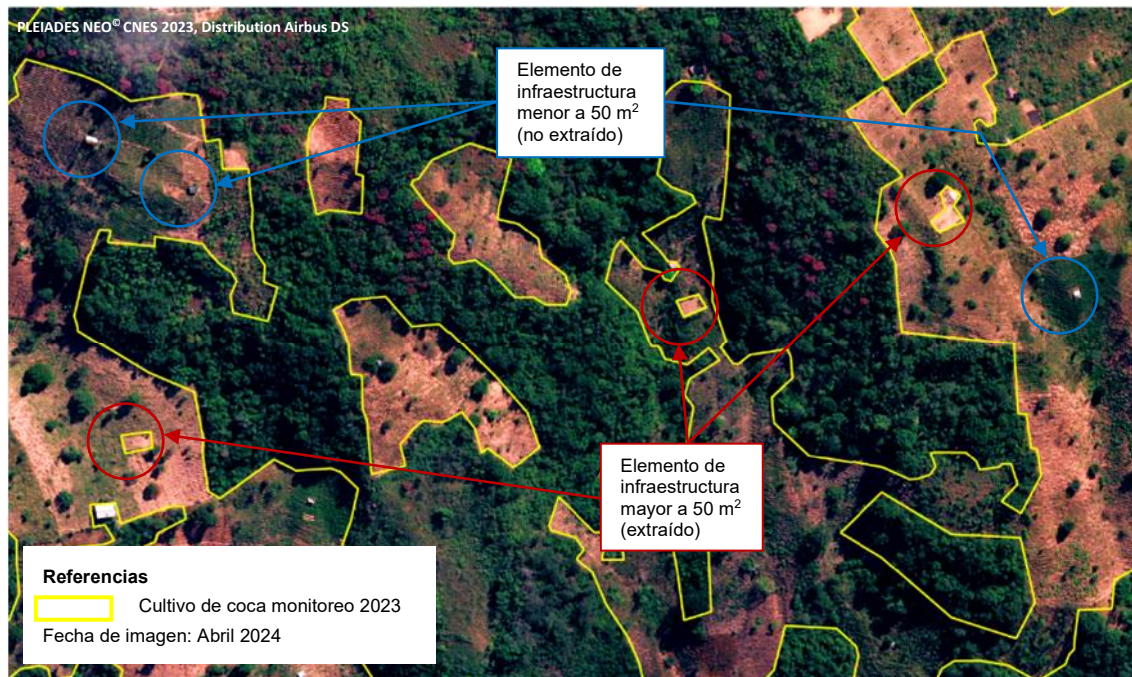 PLEIADES NEO© CNES 2023, Distribution Airbus DS
Elemento de
infraestructura
menor a 50 m²
(no extraído)
Elemento de
infraestructura
mayor a 50 m²
(extraído)
Referencias
Cultivo de coca monitoreo 2023
Fecha de imagen: Abril 2024